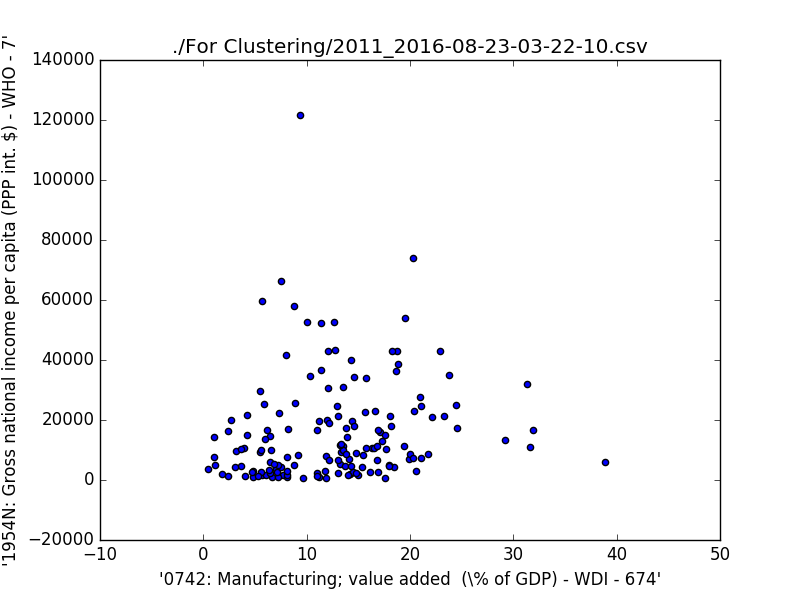 ./For Clustering/2011_2016-08-23-03-22-10.csv
'1954N: Gross national income per capita (PPP int. $) - WHO - 7'
140000
120000
100000
80000
60000
40000
20000
0
−20000
−10 0 10 20 30 40 50
'0742: Manufacturing; value added  (\% of GDP) - WDI - 674'